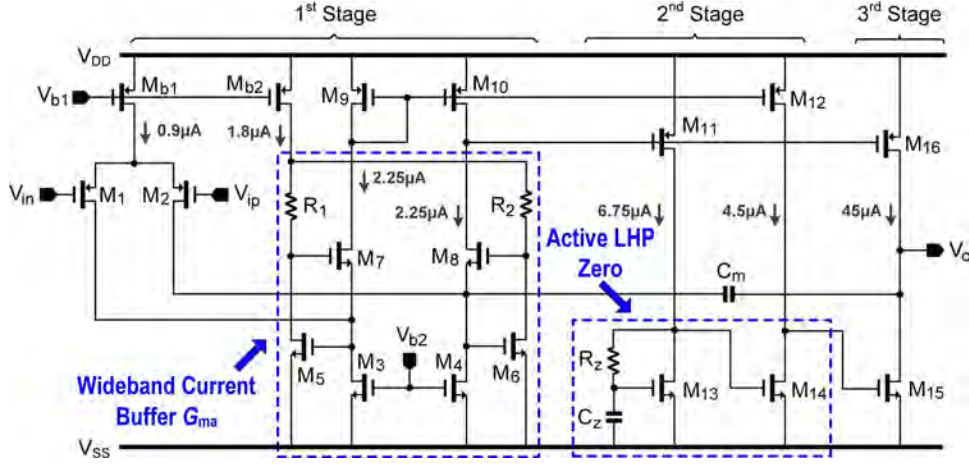 1st Stage
2nd Stage
3rd Stage
VDD
Vb1
Mb1
Mb2
M9
M10
M12
M11
M16
0.9µA
1.8µA
Vin
M1
M2
Vip
2.25µA
R1
2.25µA
R2
6.75µA
4.5µA
45µA
Active LHP
Zero
Vo
M7
M8
Cm
Vb2
M5
M3
M4
M6
Rz
M13
M14
M15
Wideband Current
Buffer Gma
Cz
VSS